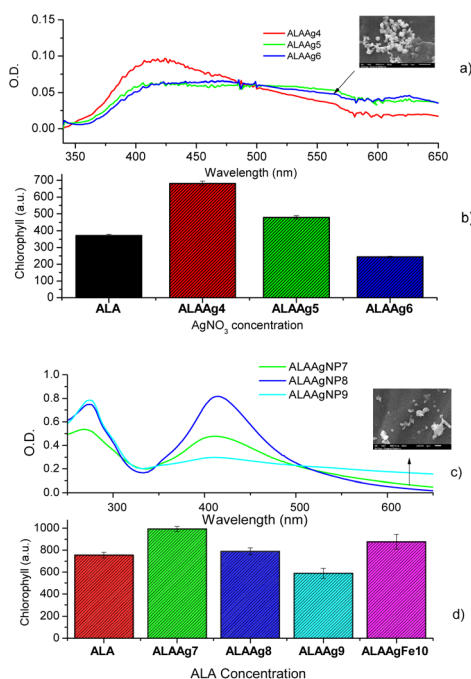 ALAAg4
ALAAg5
ALAAg6
0.15
0.10
0.05
0.00
O.D.
350 400 450 500 550 600 650
Wavelength (nm)
a)
700
600
500
400
300
200
100
0
Chlorophyll (a.u.)
ALA ALAAg4 ALAAg5 ALAAg6
AgNO3 concentration
b)
ALAAgNP7
ALAAgNP8
ALAAgNP9
1.0
0.8
0.6
0.4
0.2
0.0
O.D.
300 400 500 600
Wavelength (nm)
c)
1000
800
600
400
200
0
Chlorophyll (a.u.)
ALA ALAAg7 ALAAg8 ALAAg9 ALAAgFe10
ALA Concentration
d)